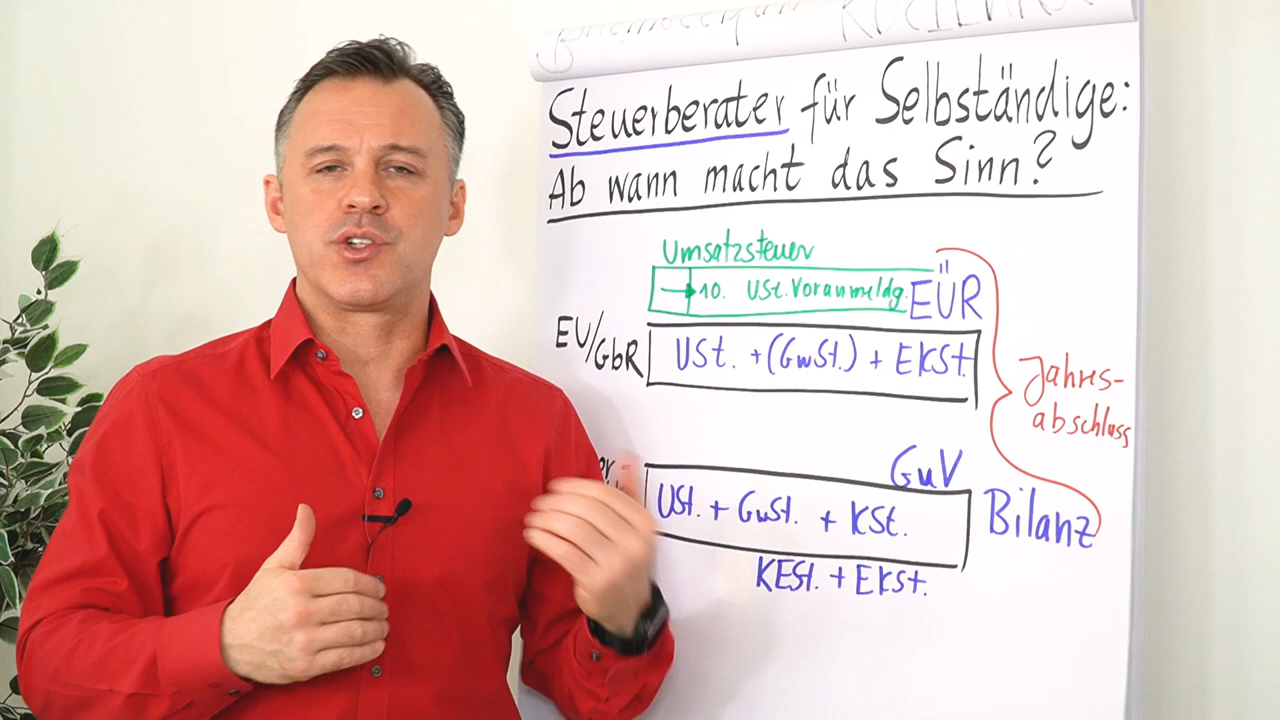 Steuerberater für Selbständige:
Ab wann macht das Sinn?
Umsatzsteuer
10. USt. Voranmeldg.
EÜR
EU/GbR
USt. + (GwSt.) + EKSt.
Jahres-
abschluss
GuV
USt. + GwSt. + KSt.
Bilanz
KESt. + EKSt.